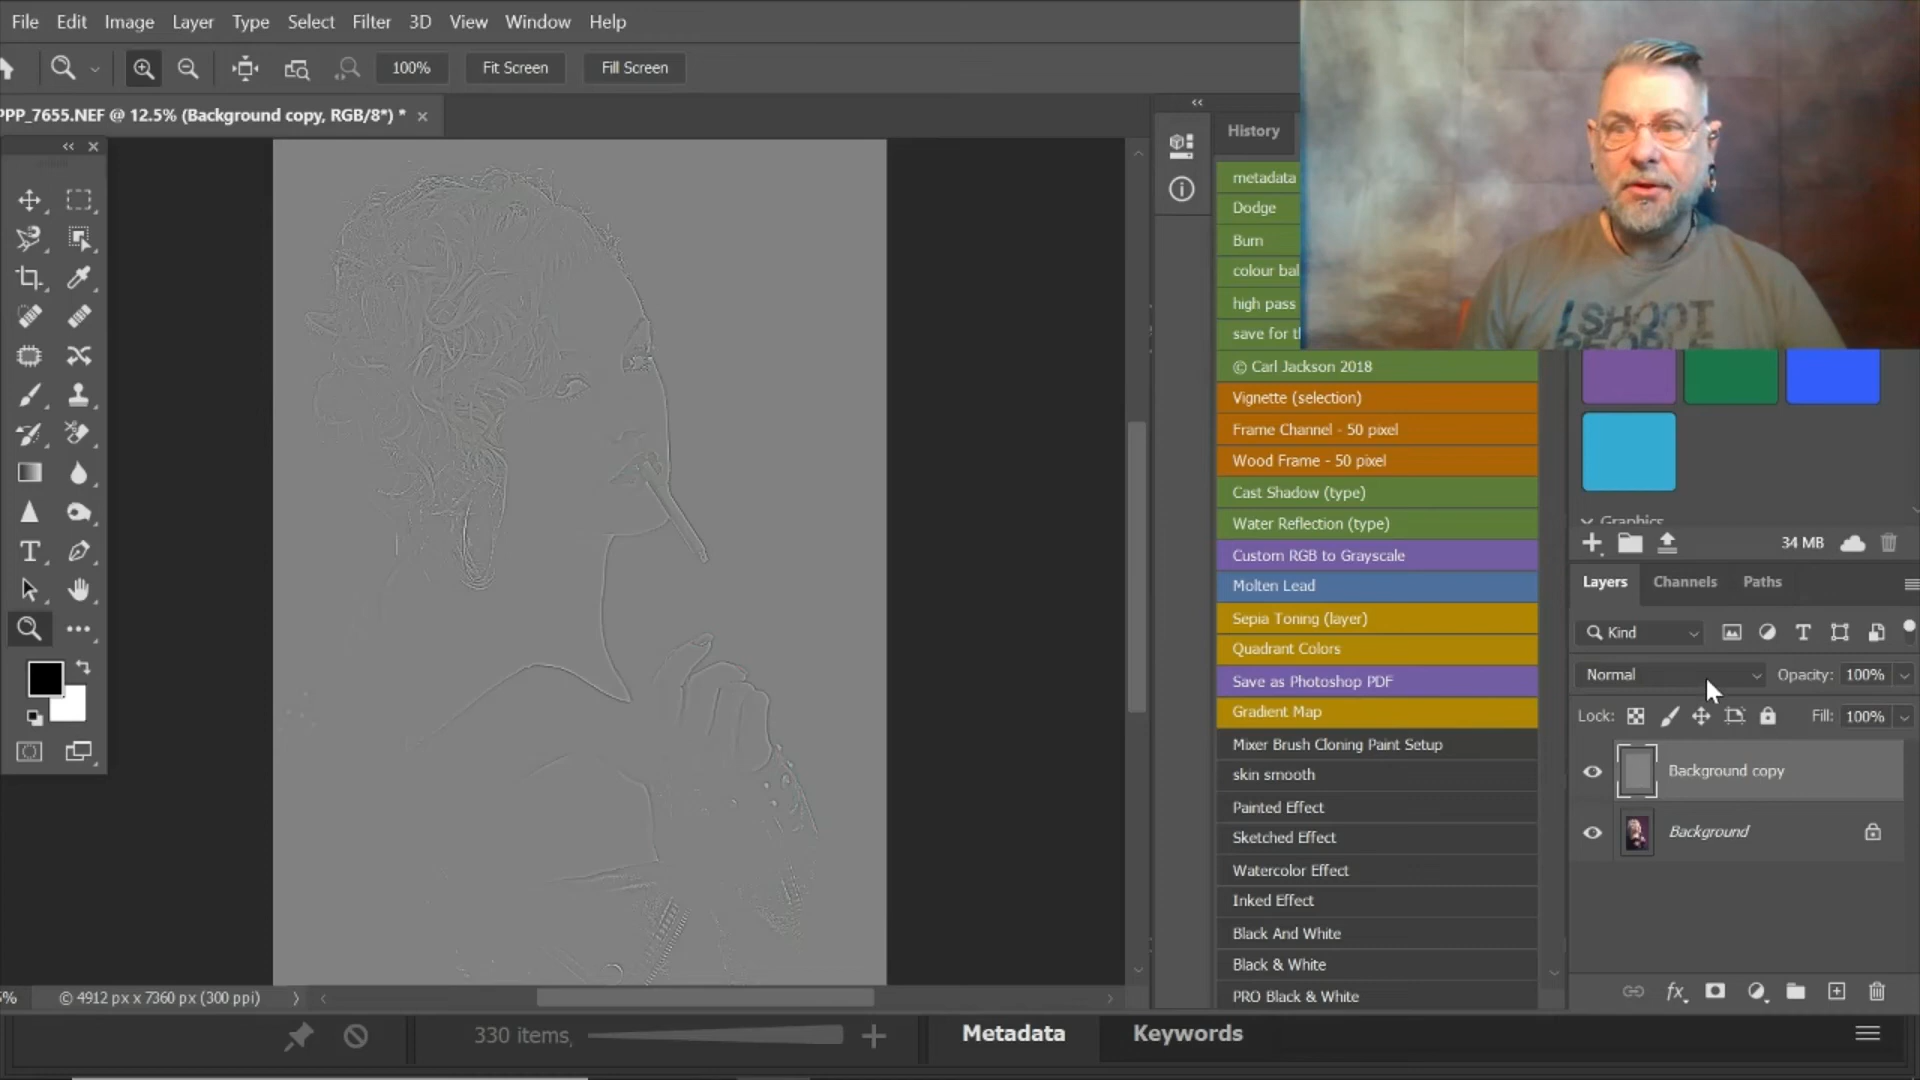 File Edit Image Layer Type Select Filter 3D View Window Help
100% Fit Screen Fill Screen
PPP_7655.NEF @ 12.5% (Background copy, RGB/8*) *
History
metadata
Dodge
Burn
colour bal
high pass
save for t
© Carl Jackson 2018
Vignette (selection)
Frame Channel - 50 pixel
Wood Frame - 50 pixel
Cast Shadow (type)
Water Reflection (type)
Custom RGB to Grayscale
Molten Lead
Sepia Toning (layer)
Quadrant Colors
Save as Photoshop PDF
Gradient Map
Mixer Brush Cloning Paint Setup
skin smooth
Painted Effect
Sketched Effect
Watercolor Effect
Inked Effect
Black And White
Black & White
PRO Black & White
I SHOOT
PEOPLE
Graphics
34 MB
Layers Channels Paths
Kind
Normal Opacity: 100%
Lock: Fill: 100%
Background copy
Background
5% © 4912 px x 7360 px (300 ppi)
330 items,
Metadata Keywords